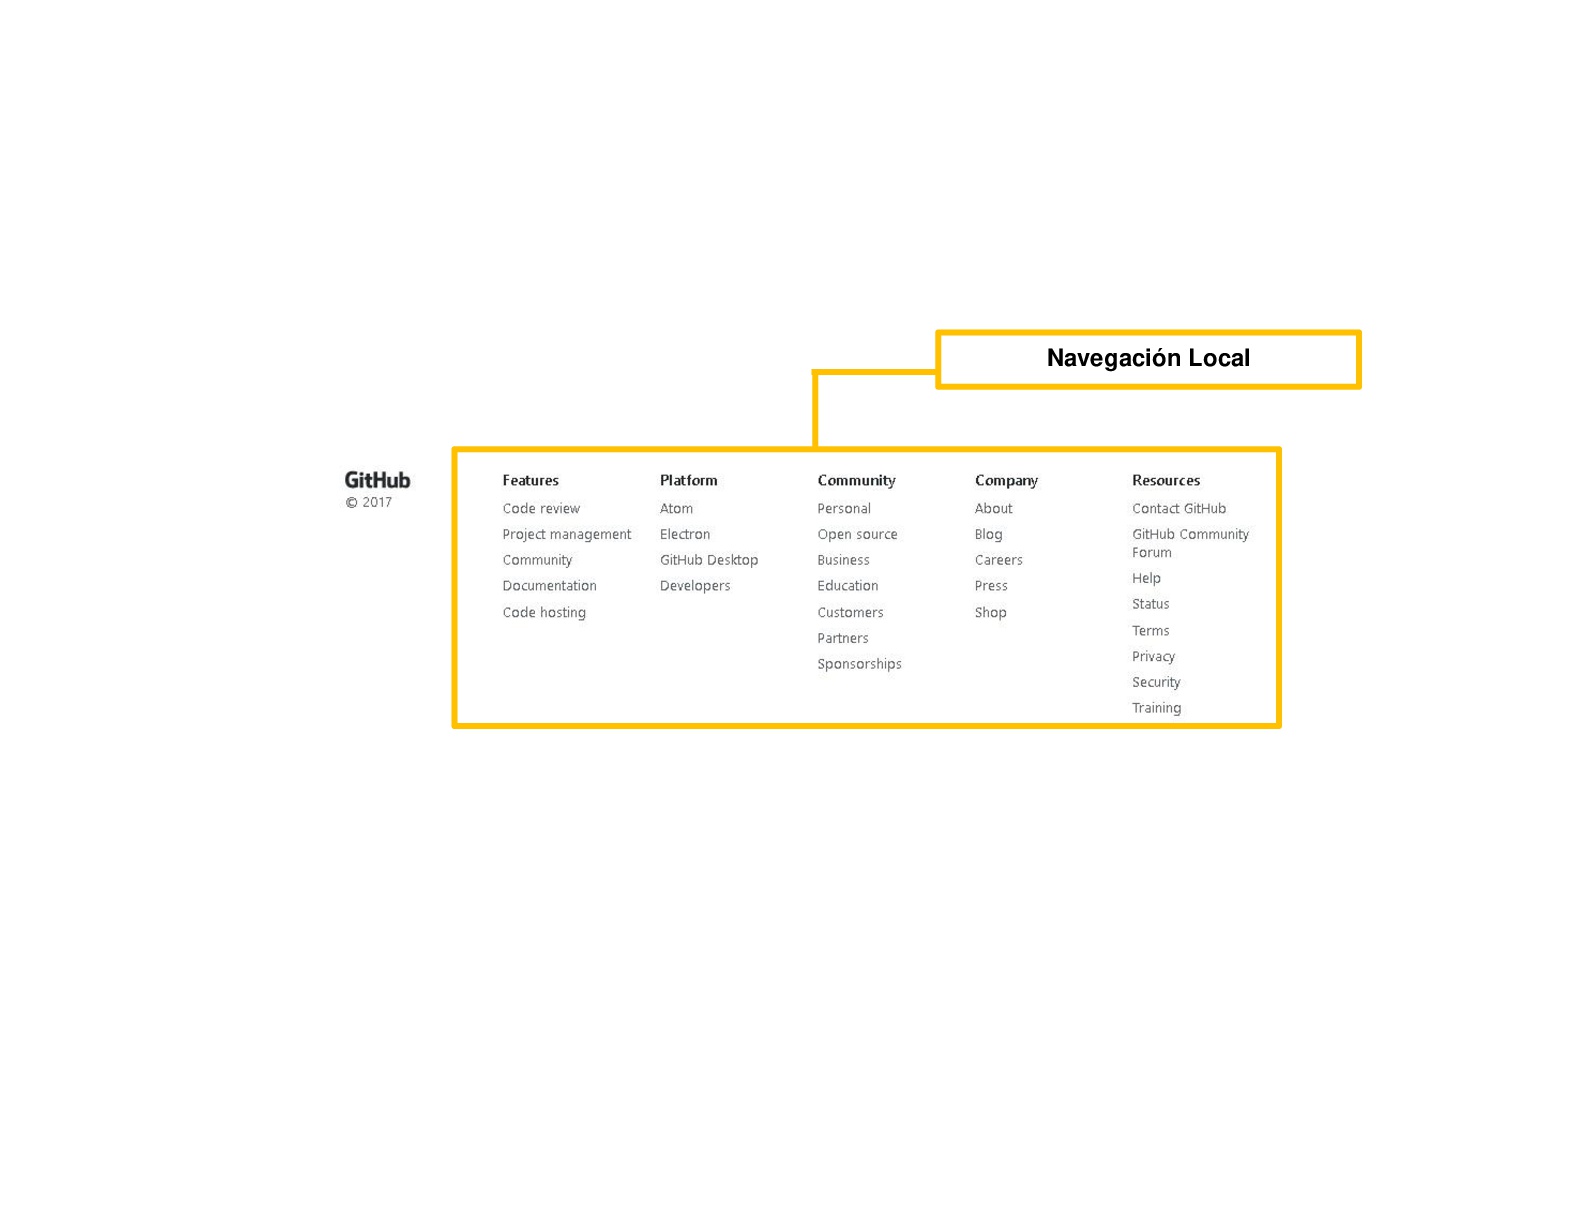 Navegación Local
GitHub
© 2017
Features
Code review
Project management
Community
Documentation
Code hosting
Platform
Atom
Electron
GitHub Desktop
Developers
Community
Personal
Open source
Business
Education
Customers
Partners
Sponsorships
Company
About
Blog
Careers
Press
Shop
Resources
Contact GitHub
GitHub Community
Forum
Help
Status
Terms
Privacy
Security
Training